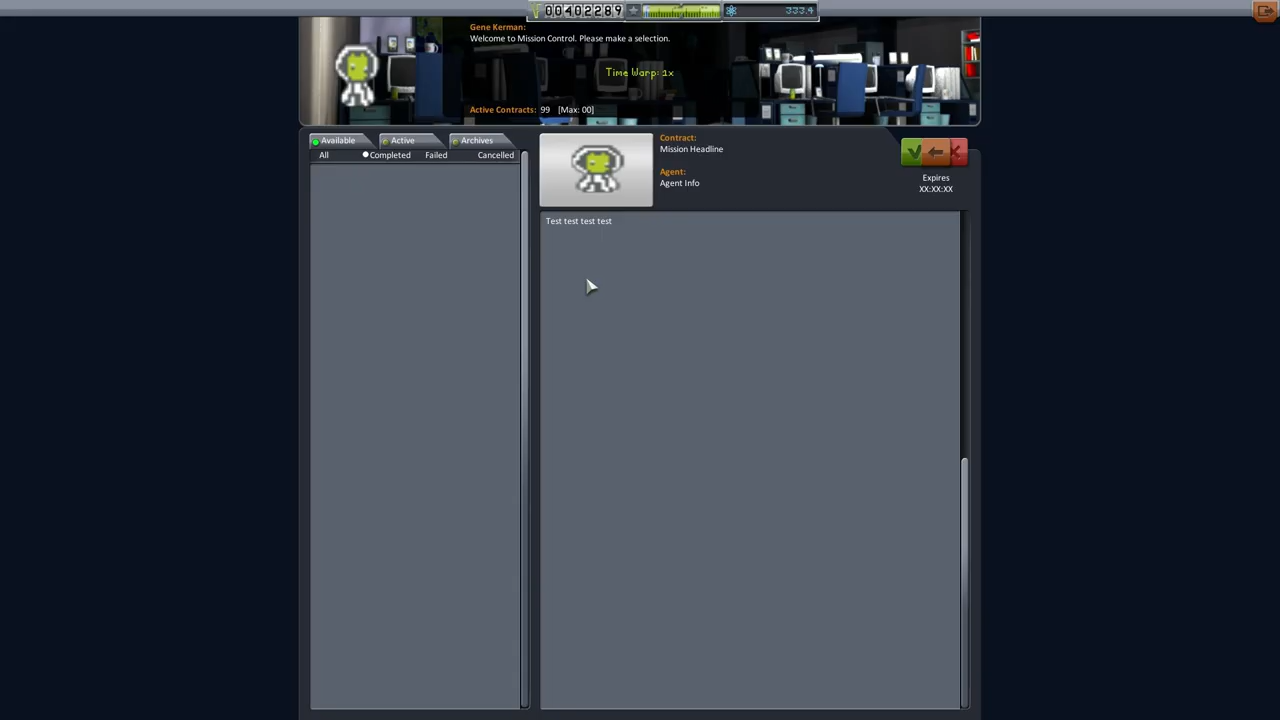 00402289
333.4
Gene Kerman:
Welcome to Mission Control. Please make a selection.
Time Warp: 1x
Active Contracts: 99 [Max: 00]
Available Active Archives
All Completed Failed Cancelled
Contract:
Mission Headline
Agent:
Agent Info
Expires
XX:XX:XX
Test test test test